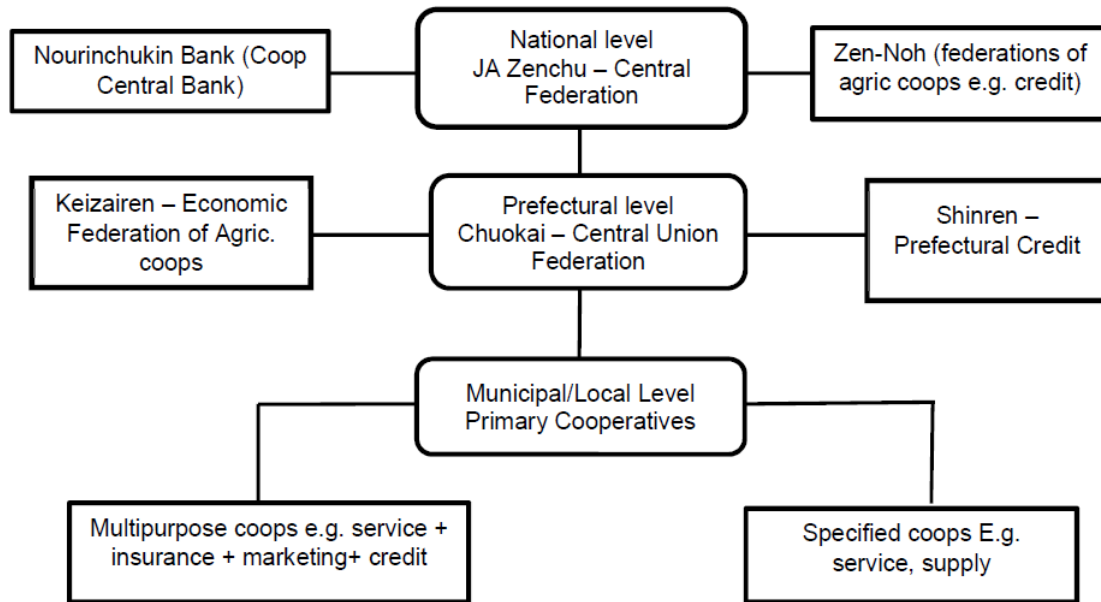 Nourinchukin Bank (Coop
Central Bank)
National level
JA Zenchu – Central
Federation
Zen-Noh (federations of
agric coops e.g. credit)
Keizairen – Economic
Federation of Agric.
coops
Prefectural level
Chuokai – Central Union
Federation
Shinren –
Prefectural Credit
Municipal/Local Level
Primary Cooperatives
Multipurpose coops e.g. service +
insurance + marketing+ credit
Specified coops E.g.
service, supply